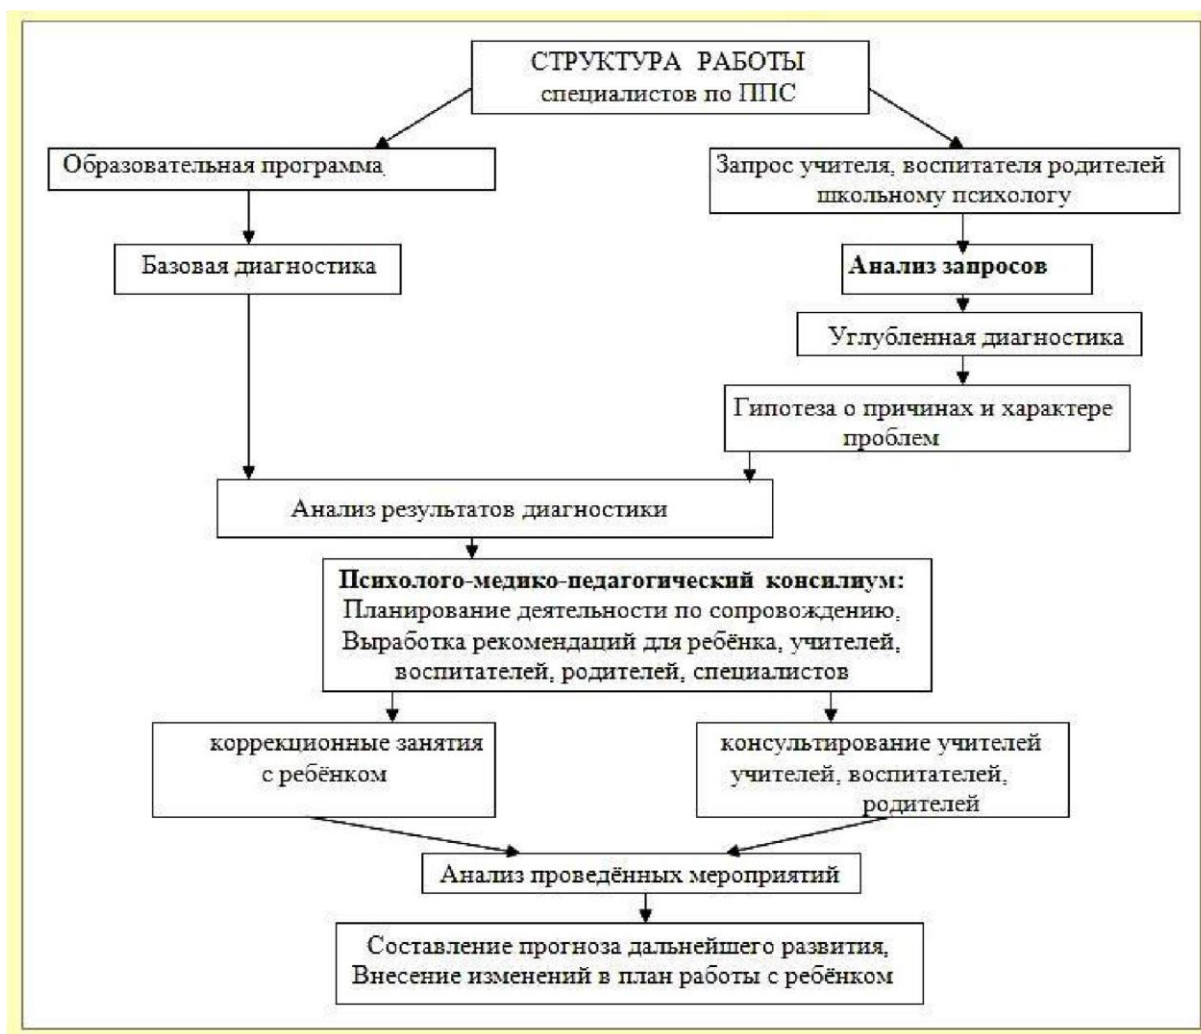 СТРУКТУРА РАБОТЫ
специалистов по ППС
Образовательная программа
Запрос учителя, воспитателя родителей
школьному психологу
Базовая диагностика
Анализ запросов
Углубленная диагностика
Гипотеза о причинах и характере
проблем
Анализ результатов диагностики
Психолого-медико-педагогический консилиум:
Планирование деятельности по сопровождению,
Выработка рекомендаций для ребёнка, учителей,
воспитателей, родителей, специалистов
коррекционные занятия
с ребёнком
консультирование учителей
учителей, воспитателей,
родителей
Анализ проведённых мероприятий
Составление прогноза дальнейшего развития,
Внесение изменений в план работы с ребёнком